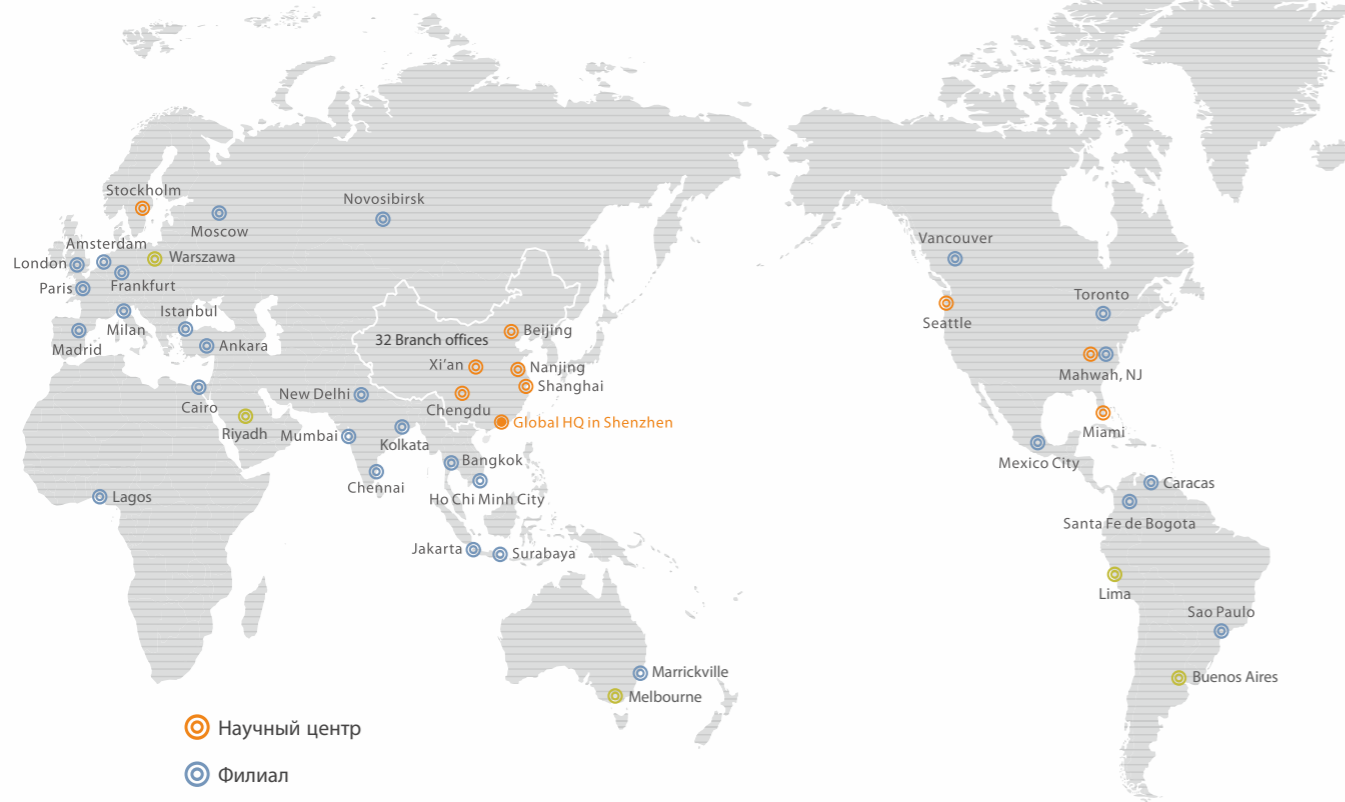 Stockholm
Novosibirsk
Moscow
Amsterdam
Warszawa
London
Paris
Frankfurt
Istanbul
Milan
Madrid
Ankara
Vancouver
Toronto
Seattle
Mahwah, NJ
32 Branch offices
Beijing
Xi'an
Nanjing
Shanghai
New Delhi
Chengdu
Cairo
Global HQ in Shenzhen
Riyadh
Mumbai
Kolkata
Miami
Bangkok
Mexico City
Chennai
Ho Chi Minh City
Caracas
Lagos
Santa Fe de Bogota
Jakarta
Surabaya
Lima
Sao Paulo
Marrickville
Buenos Aires
Melbourne
Научный центр
Филиал